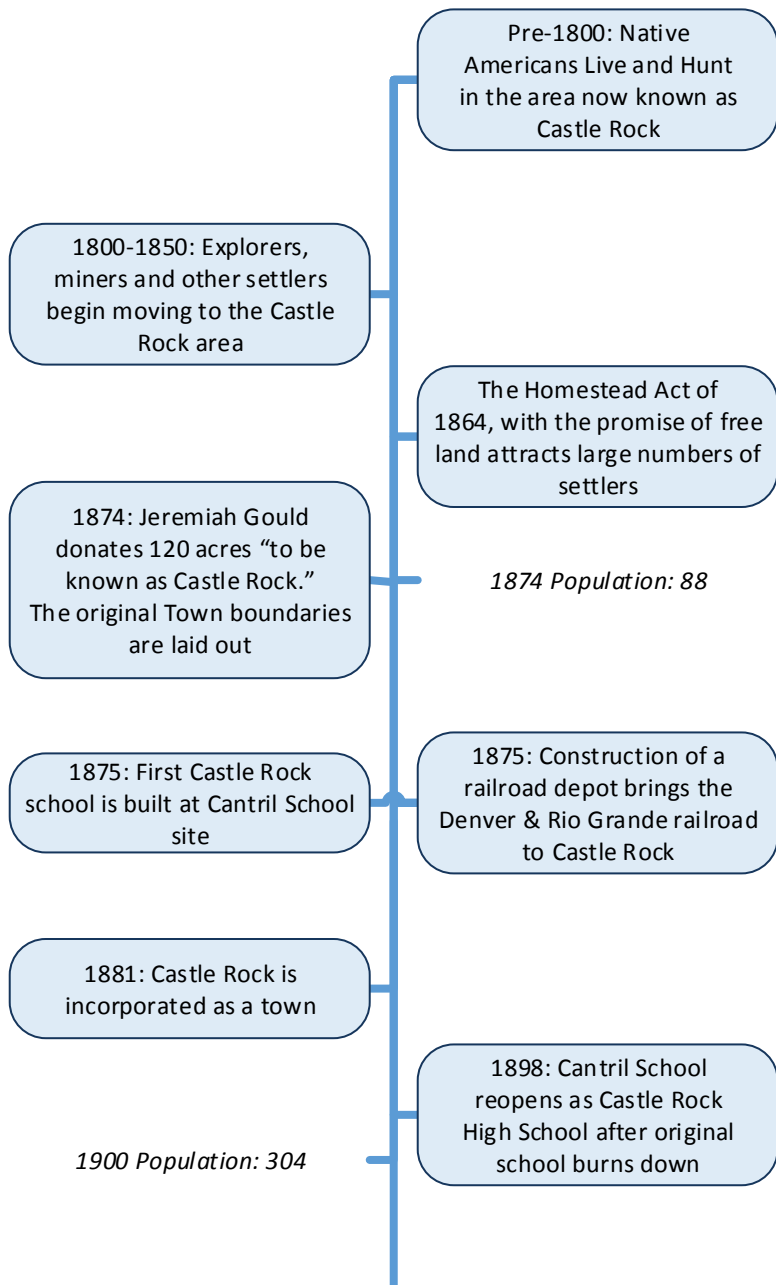 Pre-1800: Native
Americans Live and Hunt
in the area now known as
Castle Rock
1800-1850: Explorers,
miners and other settlers
begin moving to the Castle
Rock area
The Homestead Act of
1864, with the promise of free
land attracts large numbers of
settlers
1874: Jeremiah Gould
donates 120 acres “to be
known as Castle Rock.”
The original Town boundaries
are laid out
1874 Population: 88
1875: First Castle Rock
school is built at Cantril School
site
1875: Construction of a
railroad depot brings the
Denver & Rio Grande railroad
to Castle Rock
1881: Castle Rock is
incorporated as a town
1898: Cantril School
reopens as Castle Rock
High School after original
school burns down
1900 Population: 304